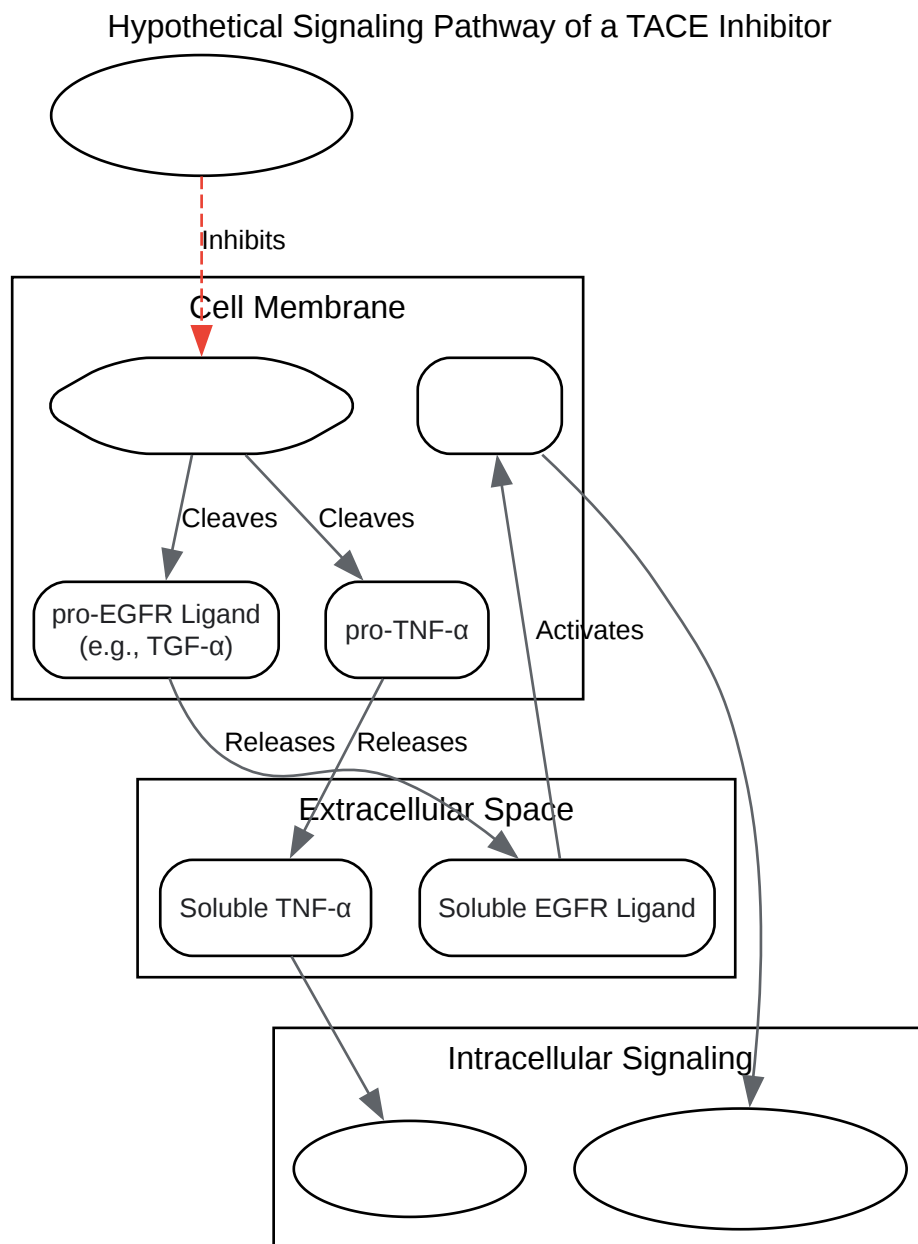 Hypothetical Signaling Pathway of a TACE Inhibitor
Inhibits
Cell Membrane
Cleaves
Cleaves
pro-EGFR Ligand
(e.g., TGF-α)
pro-TNF-α
Activates
Releases
Releases
Extracellular Space
Soluble TNF-α
Soluble EGFR Ligand
Intracellular Signaling